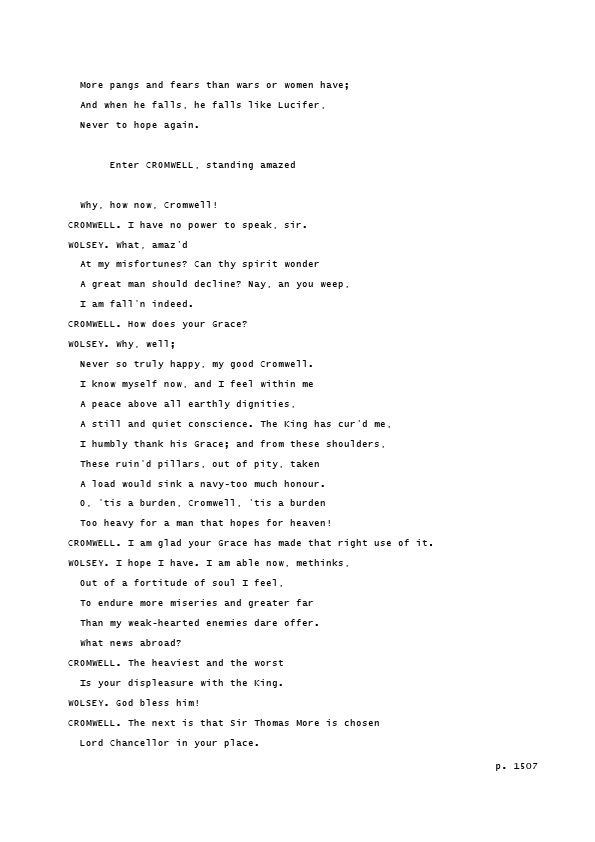 More pangs and fears than wars or women have;
And when he falls, he falls like Lucifer,
Never to hope again.
Enter CROMWELL, standing amazed
Why, how now, Cromwell!
CROMWELL. I have no power to speak, sir.
WOLSEY. What, amaz'd
At my misfortunes? Can thy spirit wonder
A great man should decline? Nay, an you weep,
I am fall'n indeed.
CROMWELL. How does your Grace?
WOLSEY. Why, well;
Never so truly happy, my good Cromwell.
I know myself now, and I feel within me
A peace above all earthly dignities,
A still and quiet conscience. The King has cur'd me,
I humbly thank his Grace; and from these shoulders,
These ruin'd pillars, out of pity, taken
A load would sink a navy-too much honour.
O, 'tis a burden, Cromwell, 'tis a burden
Too heavy for a man that hopes for heaven!
CROMWELL. I am glad your Grace has made that right use of it.
WOLSEY. I hope I have. I am able now, methinks,
Out of a fortitude of soul I feel,
To endure more miseries and greater far
Than my weak-hearted enemies dare offer.
What news abroad?
CROMWELL. The heaviest and the worst
Is your displeasure with the King.
WOLSEY. God bless him!
CROMWELL. The next is that Sir Thomas More is chosen
Lord Chancellor in your place.
p. 1507